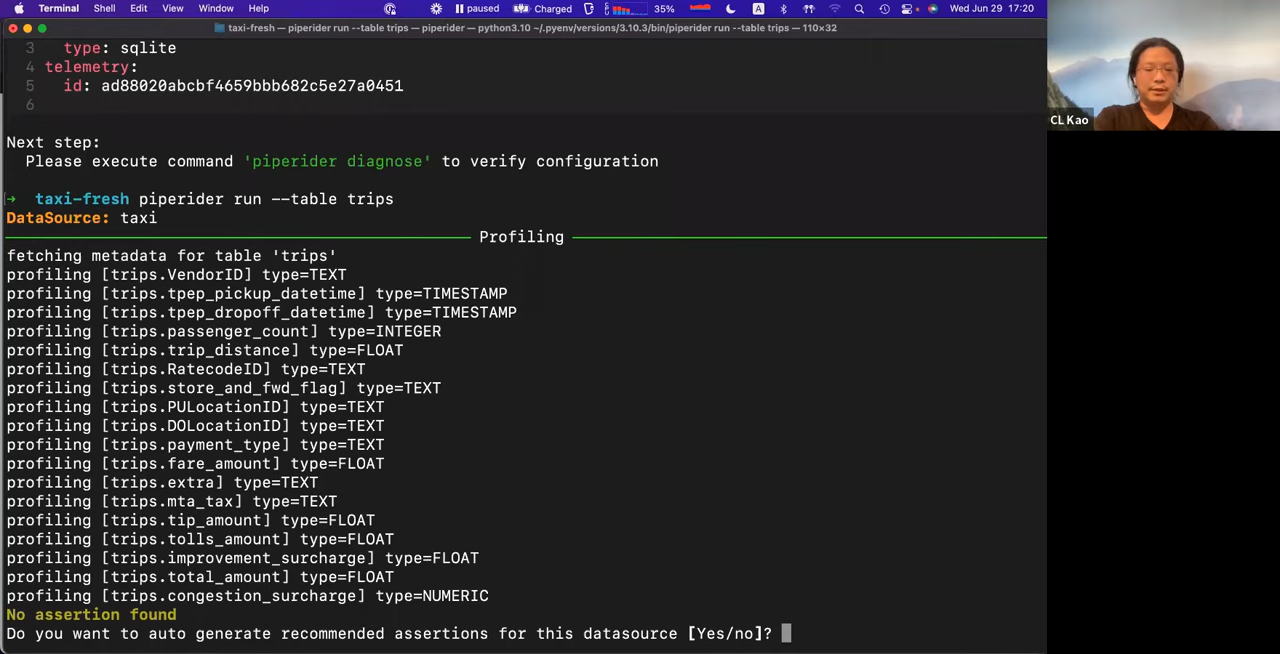 Terminal Shell Edit View Window Help paused Charged 35% A Wed Jun 29 17:20
taxi-fresh — piperider run --table trips — piperider — python3.10 ~/.pyenv/versions/3.10.3/bin/piperider run --table trips — 110×32
3 type: sqlite
4 telemetry:
5 id: ad88020abcbf4659bbb682c5e27a0451
6
Next step:
Please execute command 'piperider diagnose' to verify configuration
→ taxi-fresh piperider run --table trips
DataSource: taxi
Profiling
fetching metadata for table 'trips'
profiling [trips.VendorID] type=TEXT
profiling [trips.tpep_pickup_datetime] type=TIMESTAMP
profiling [trips.tpep_dropoff_datetime] type=TIMESTAMP
profiling [trips.passenger_count] type=INTEGER
profiling [trips.trip_distance] type=FLOAT
profiling [trips.RatecodeID] type=TEXT
profiling [trips.store_and_fwd_flag] type=TEXT
profiling [trips.PULocationID] type=TEXT
profiling [trips.DOLocationID] type=TEXT
profiling [trips.payment_type] type=TEXT
profiling [trips.fare_amount] type=FLOAT
profiling [trips.extra] type=TEXT
profiling [trips.mta_tax] type=TEXT
profiling [trips.tip_amount] type=FLOAT
profiling [trips.tolls_amount] type=FLOAT
profiling [trips.improvement_surcharge] type=FLOAT
profiling [trips.total_amount] type=FLOAT
profiling [trips.congestion_surcharge] type=NUMERIC
No assertion found
Do you want to auto generate recommended assertions for this datasource [Yes/no]?
CL Kao